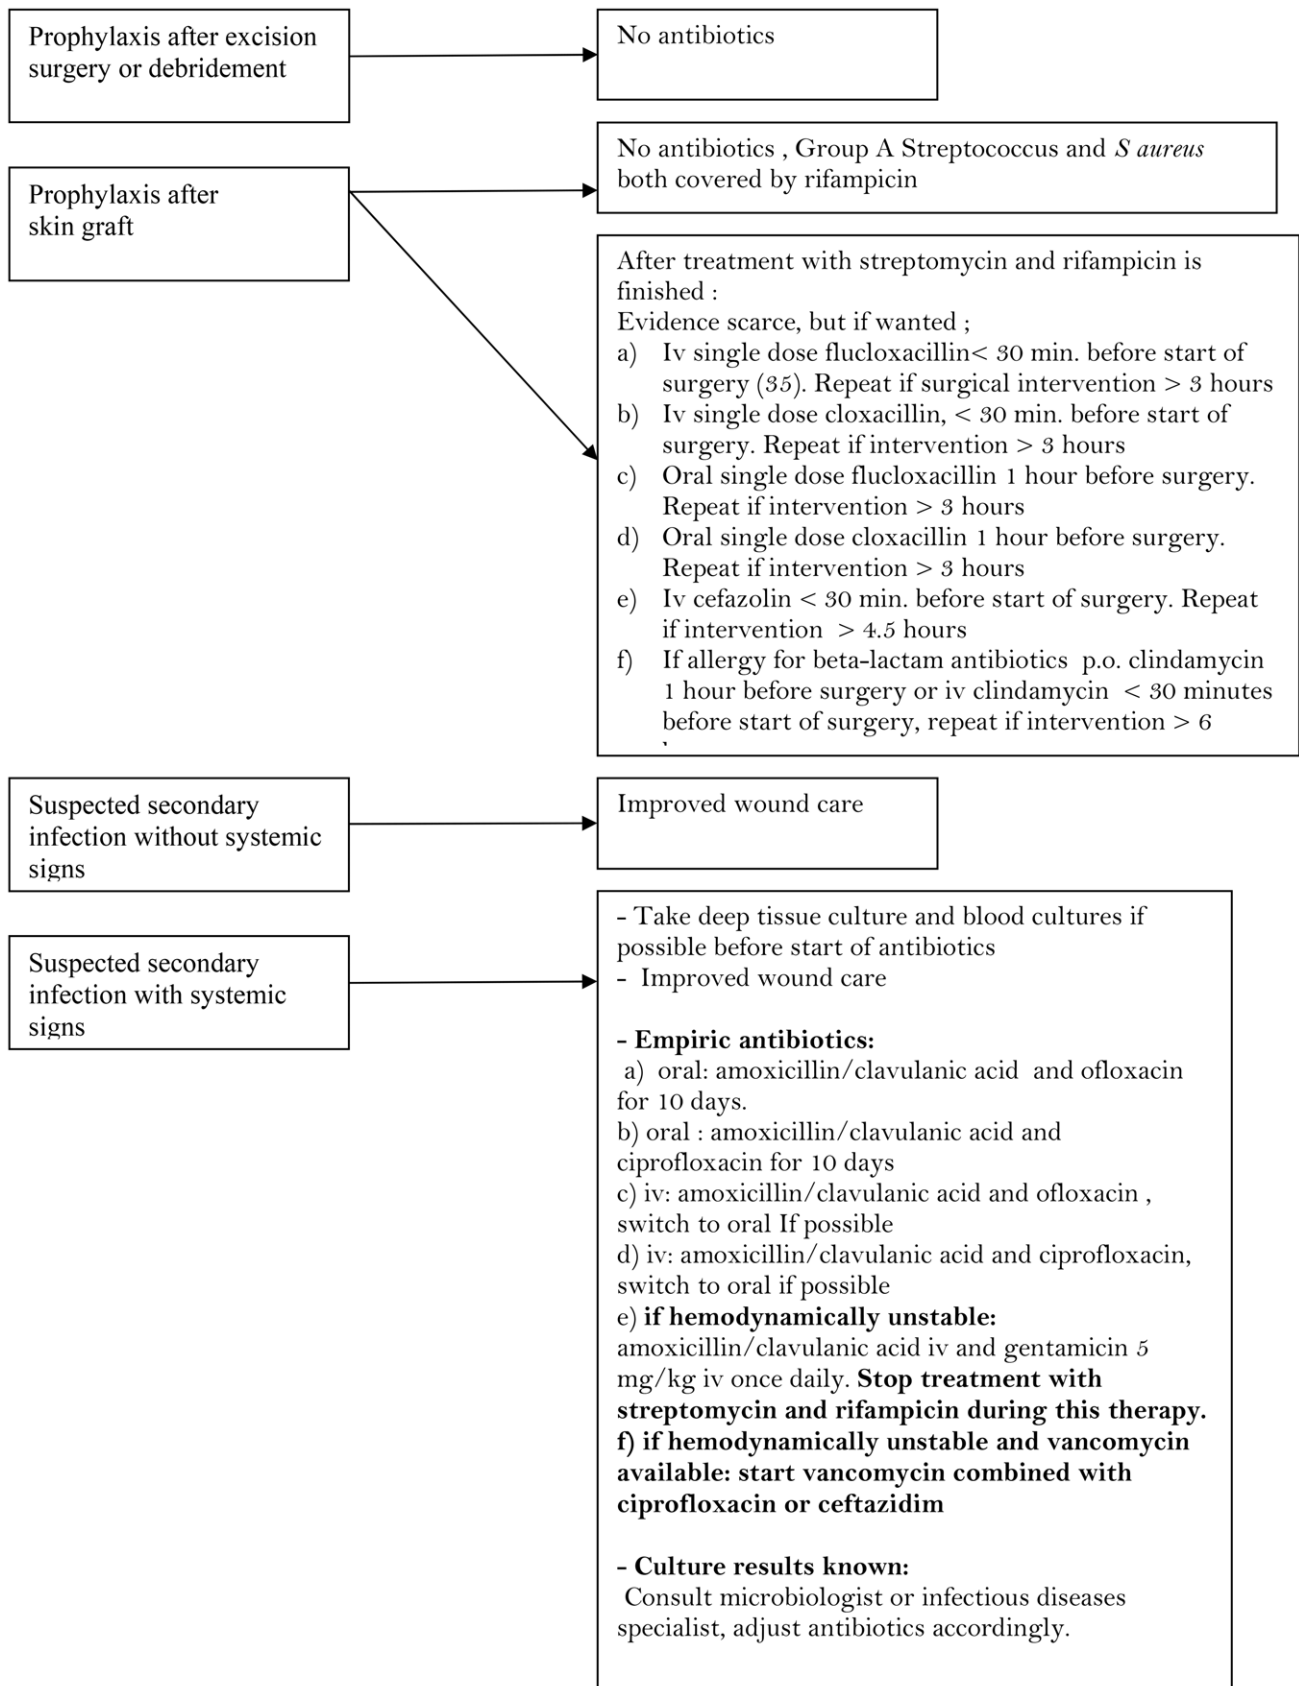 Prophylaxis after excision
surgery or debridement
No antibiotics
Prophylaxis after
skin graft
No antibiotics , Group A Streptococcus and S aureus
both covered by rifampicin
After treatment with streptomycin and rifampicin is
finished :
Evidence scarce, but if wanted ;
a) Iv single dose flucloxacillin< 30 min. before start of
surgery (35). Repeat if surgical intervention > 3 hours
b) Iv single dose cloxacillin, < 30 min. before start of
surgery. Repeat if intervention > 3 hours
c) Oral single dose flucloxacillin 1 hour before surgery.
Repeat if intervention > 3 hours
d) Oral single dose cloxacillin 1 hour before surgery.
Repeat if intervention > 3 hours
e) Iv cefazolin < 30 min. before start of surgery. Repeat
if intervention > 4.5 hours
f) If allergy for beta-lactam antibiotics p.o. clindamycin
1 hour before surgery or iv clindamycin < 30 minutes
before start of surgery, repeat if intervention > 6
Suspected secondary
infection without systemic
signs
Improved wound care
Suspected secondary
infection with systemic
signs
- Take deep tissue culture and blood cultures if
possible before start of antibiotics
- Improved wound care
- Empiric antibiotics:
a) oral: amoxicillin/clavulanic acid and ofloxacin
for 10 days.
b) oral : amoxicillin/clavulanic acid and
ciprofloxacin for 10 days
c) iv: amoxicillin/clavulanic acid and ofloxacin ,
switch to oral If possible
d) iv: amoxicillin/clavulanic acid and ciprofloxacin,
switch to oral if possible
e) if hemodynamically unstable:
amoxicillin/clavulanic acid iv and gentamicin 5
mg/kg iv once daily. Stop treatment with
streptomycin and rifampicin during this therapy.
f) if hemodynamically unstable and vancomycin
available: start vancomycin combined with
ciprofloxacin or ceftazidim
- Culture results known:
Consult microbiologist or infectious diseases
specialist, adjust antibiotics accordingly.